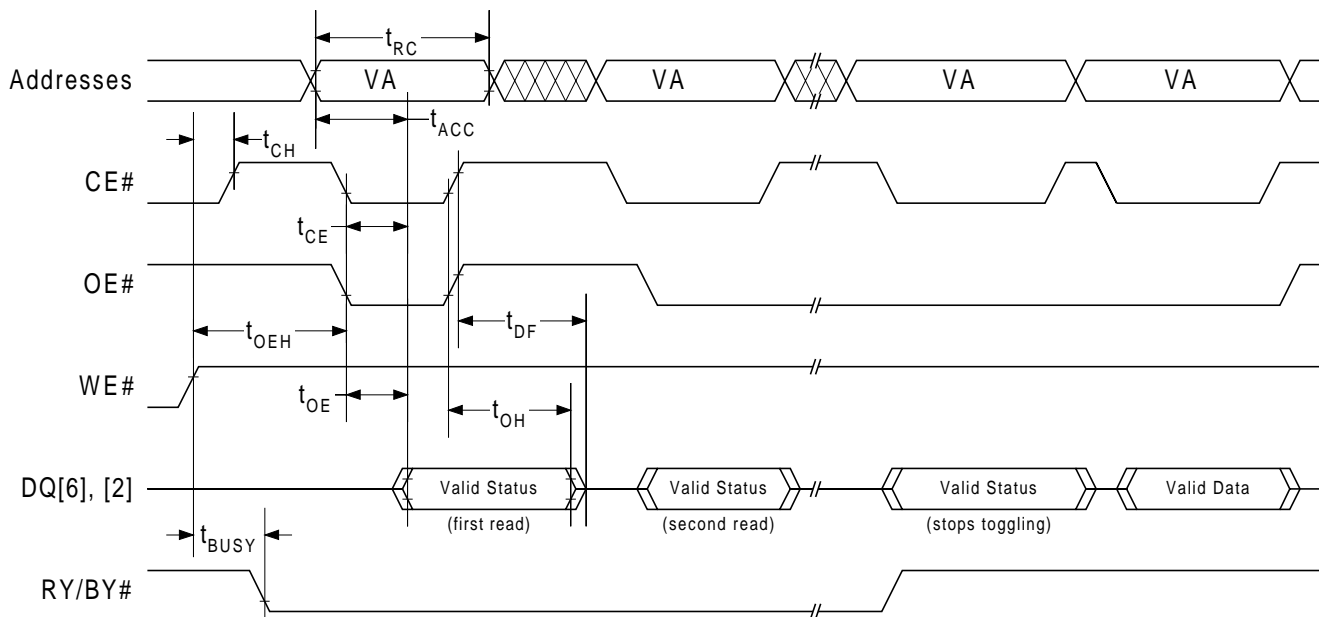 t_RC
Addresses VA VA VA VA
t_ACC
t_CH
CE#
t_CE
OE#
t_OEH t_DF
WE#
t_OE t_OH
DQ[6], [2] Valid Status Valid Status Valid Status Valid Data
(first read) (second read) (stops toggling)
t_BUSY
RY/BY#